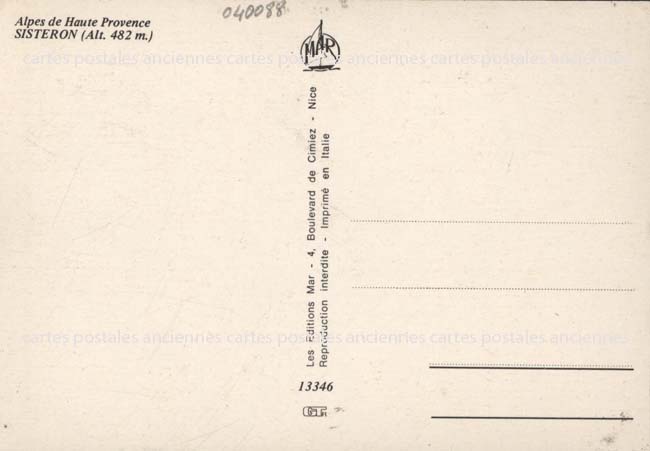 040088
Alpes de Haute Provence
SISTERON (Alt. 482 m.)
MAR
cartes postales anciennes cartes postales anciennes cartes postales anciennes
Les Editions Mar - 4, Boulevard de Cimiez - Nice
Reproduction interdite - Imprimé en Italie
cartes postales anciennes cartes postales anciennes cartes postales anciennes
13346